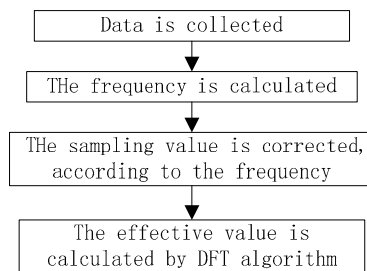 Data is collected
THe frequency is calculated
THe sampling value is corrected,
according to the frequency
The effective value is
calculated by DFT algorithm